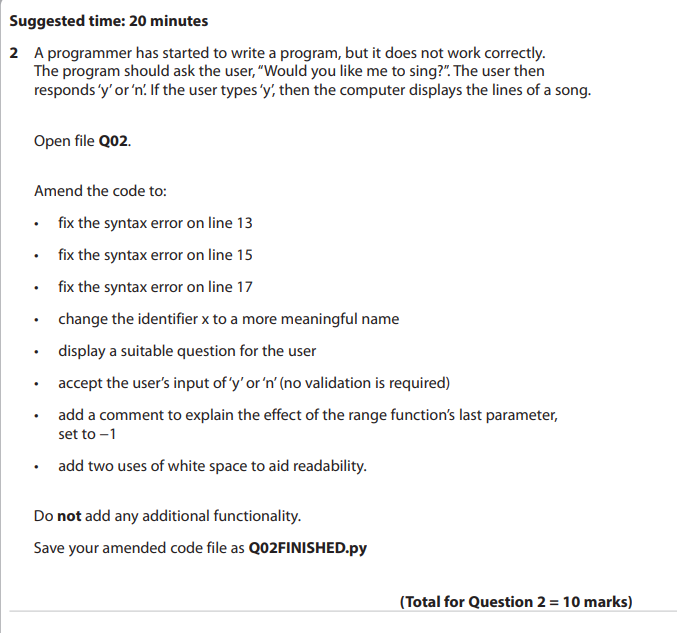 Suggested time: 20 minutes
2 A programmer has started to write a program, but it does not work correctly.
The program should ask the user, “Would you like me to sing?”. The user then
responds ‘y’ or ‘n’. If the user types ‘y’, then the computer displays the lines of a song.
Open file Q02.
Amend the code to:
• fix the syntax error on line 13
• fix the syntax error on line 15
• fix the syntax error on line 17
• change the identifier x to a more meaningful name
• display a suitable question for the user
• accept the user’s input of ‘y’ or ‘n’ (no validation is required)
• add a comment to explain the effect of the range function’s last parameter,
set to −1
• add two uses of white space to aid readability.
Do not add any additional functionality.
Save your amended code file as Q02FINISHED.py
(Total for Question 2 = 10 marks)